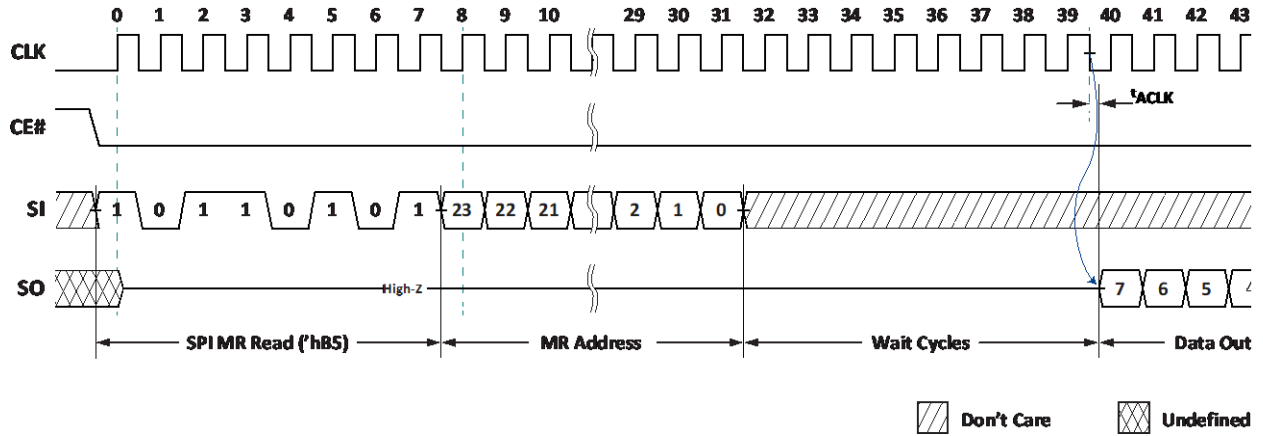 0 1 2 3 4 5 6 7 8 9 10 29 30 31 32 33 34 35 36 37 38 39 40 41 42 43
CLK
tACLK
CE#
SI 1 0 1 1 0 1 0 1 23 22 21 2 1 0
SO High-Z 7 6 5
SPI MR Read ('hB5) MR Address Wait Cycles Data Out
Don't Care Undefined